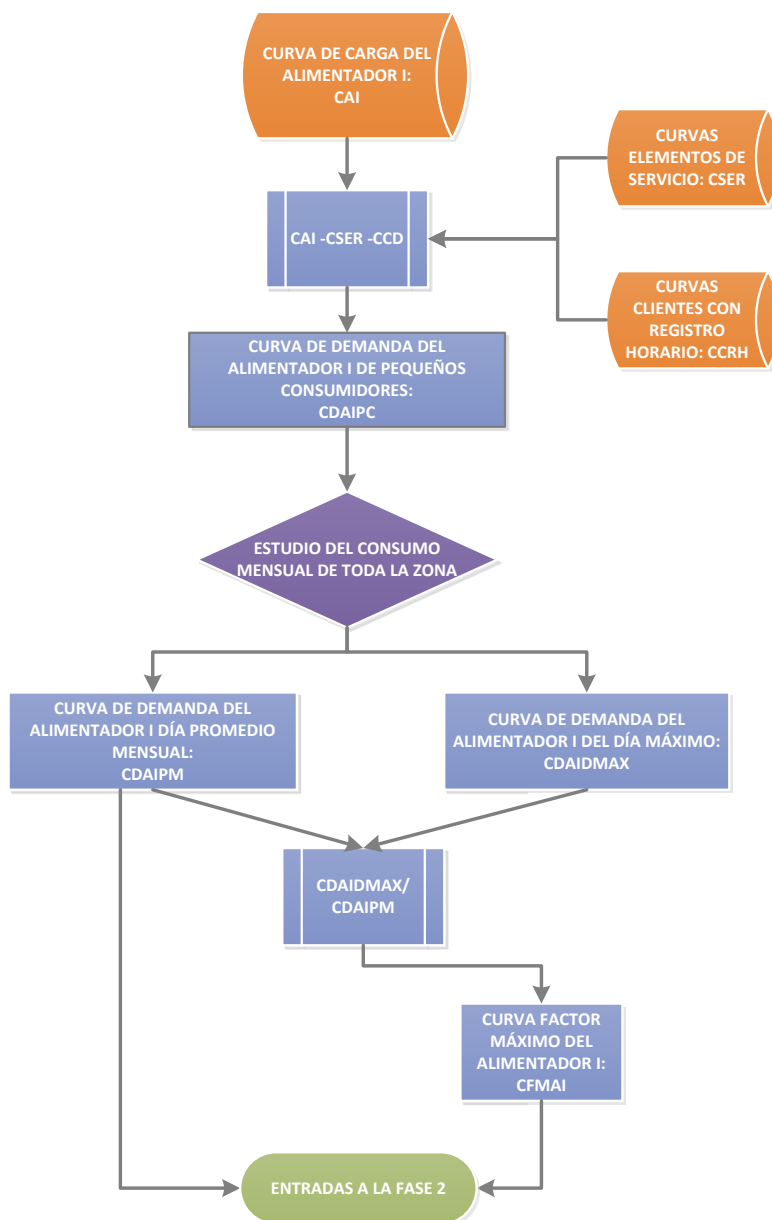 CURVA DE CARGA DEL
ALIMENTADOR I:
CAI
CURVAS
ELEMENTOS DE
SERVICIO: CSER
CAI -CSER -CCD
CURVAS
CLIENTES CON
REGISTRO
HORARIO: CCRH
CURVA DE DEMANDA DEL
ALIMENTADOR I DE PEQUEÑOS
CONSUMIDORES:
CDAIPC
ESTUDIO DEL CONSUMO
MENSUAL DE TODA LA ZONA
CURVA DE DEMANDA DEL
ALIMENTADOR I DÍA PROMEDIO
MENSUAL:
CDAIPM
CURVA DE DEMANDA DEL
ALIMENTADOR I DEL DÍA MÁXIMO:
CDAIDMAX
CDAIDMAX/
CDAIPM
CURVA FACTOR
MÁXIMO DEL
ALIMENTADOR I:
CFMAI
ENTRADAS A LA FASE 2